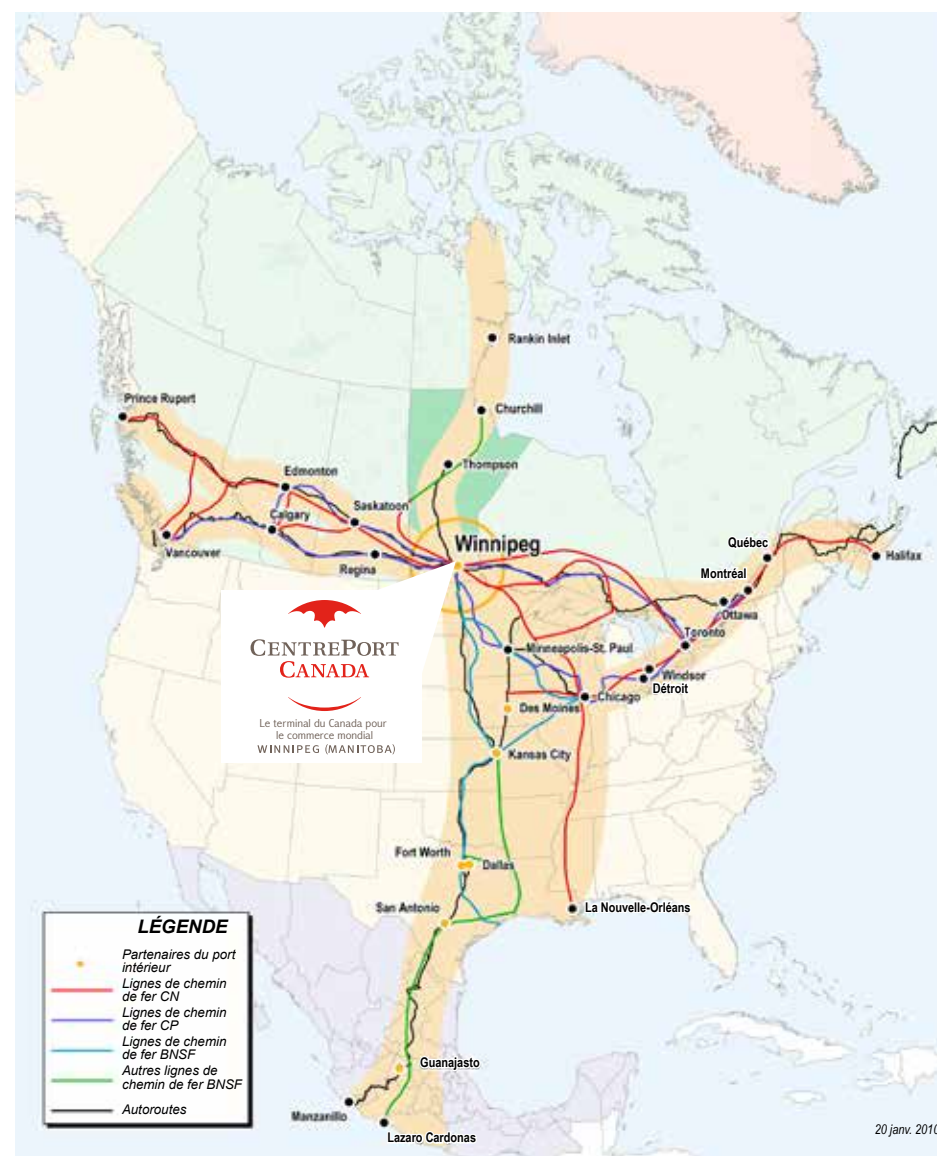 Rankin Inlet
Churchill
Prince Rupert
Thompson
Edmonton
Saskatoon
Calgary
Winnipeg
Québec
Vancouver
Regina
Halifax
Montréal
Ottawa
CENTREPORT
CANADA
Le terminal du Canada pour
le commerce mondial
WINNIPEG (MANITOBA)
Toronto
Minneapolis-St. Paul
Windsor
Détroit
Chicago
Des Moines
Kansas City
Fort Worth
Dallas
San Antonio
La Nouvelle-Orléans
LÉGENDE
Partenaires du port
intérieur
Lignes de chemin
de fer CN
Lignes de chemin
de fer CP
Lignes de chemin
de fer BNSF
Autres lignes de
chemin de fer BNSF
Autoroutes
Guanajasto
Manzanillo
Lazaro Cardonas
20 janv. 2010